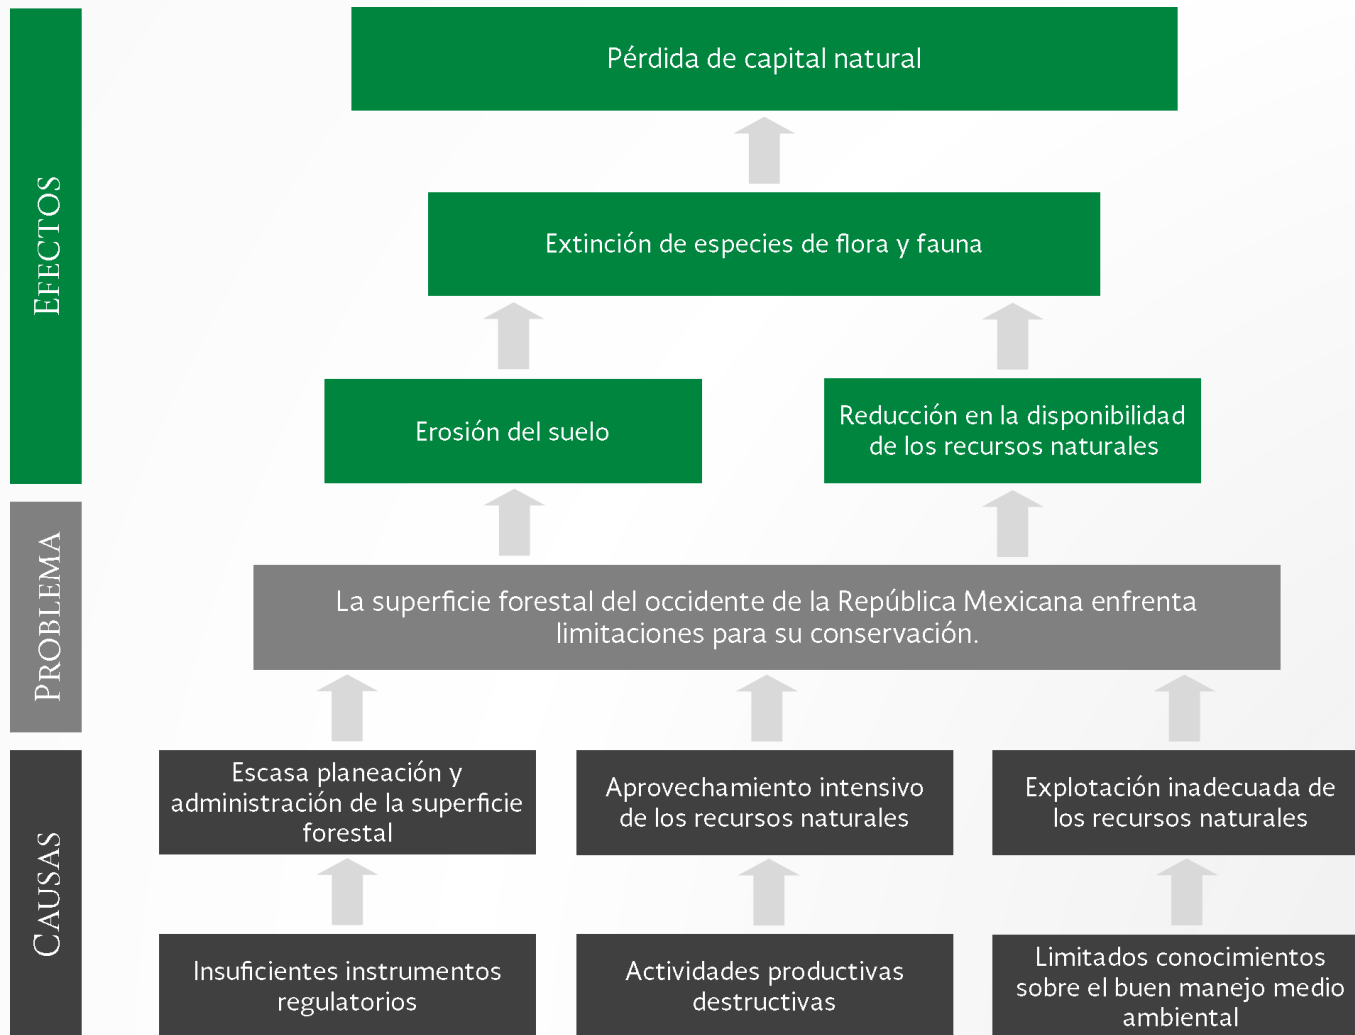 EFECTOS
Pérdida de capital natural
Extinción de especies de flora y fauna
Erosión del suelo
Reducción en la disponibilidad
de los recursos naturales
PROBLEMA
La superficie forestal del occidente de la República Mexicana enfrenta
limitaciones para su conservación.
CAUSAS
Escasa planeación y
administración de la superficie
forestal
Aprovechamiento intensivo
de los recursos naturales
Explotación inadecuada de
los recursos naturales
Insuficientes instrumentos
regulatorios
Actividades productivas
destructivas
Limitados conocimientos
sobre el buen manejo medio
ambiental